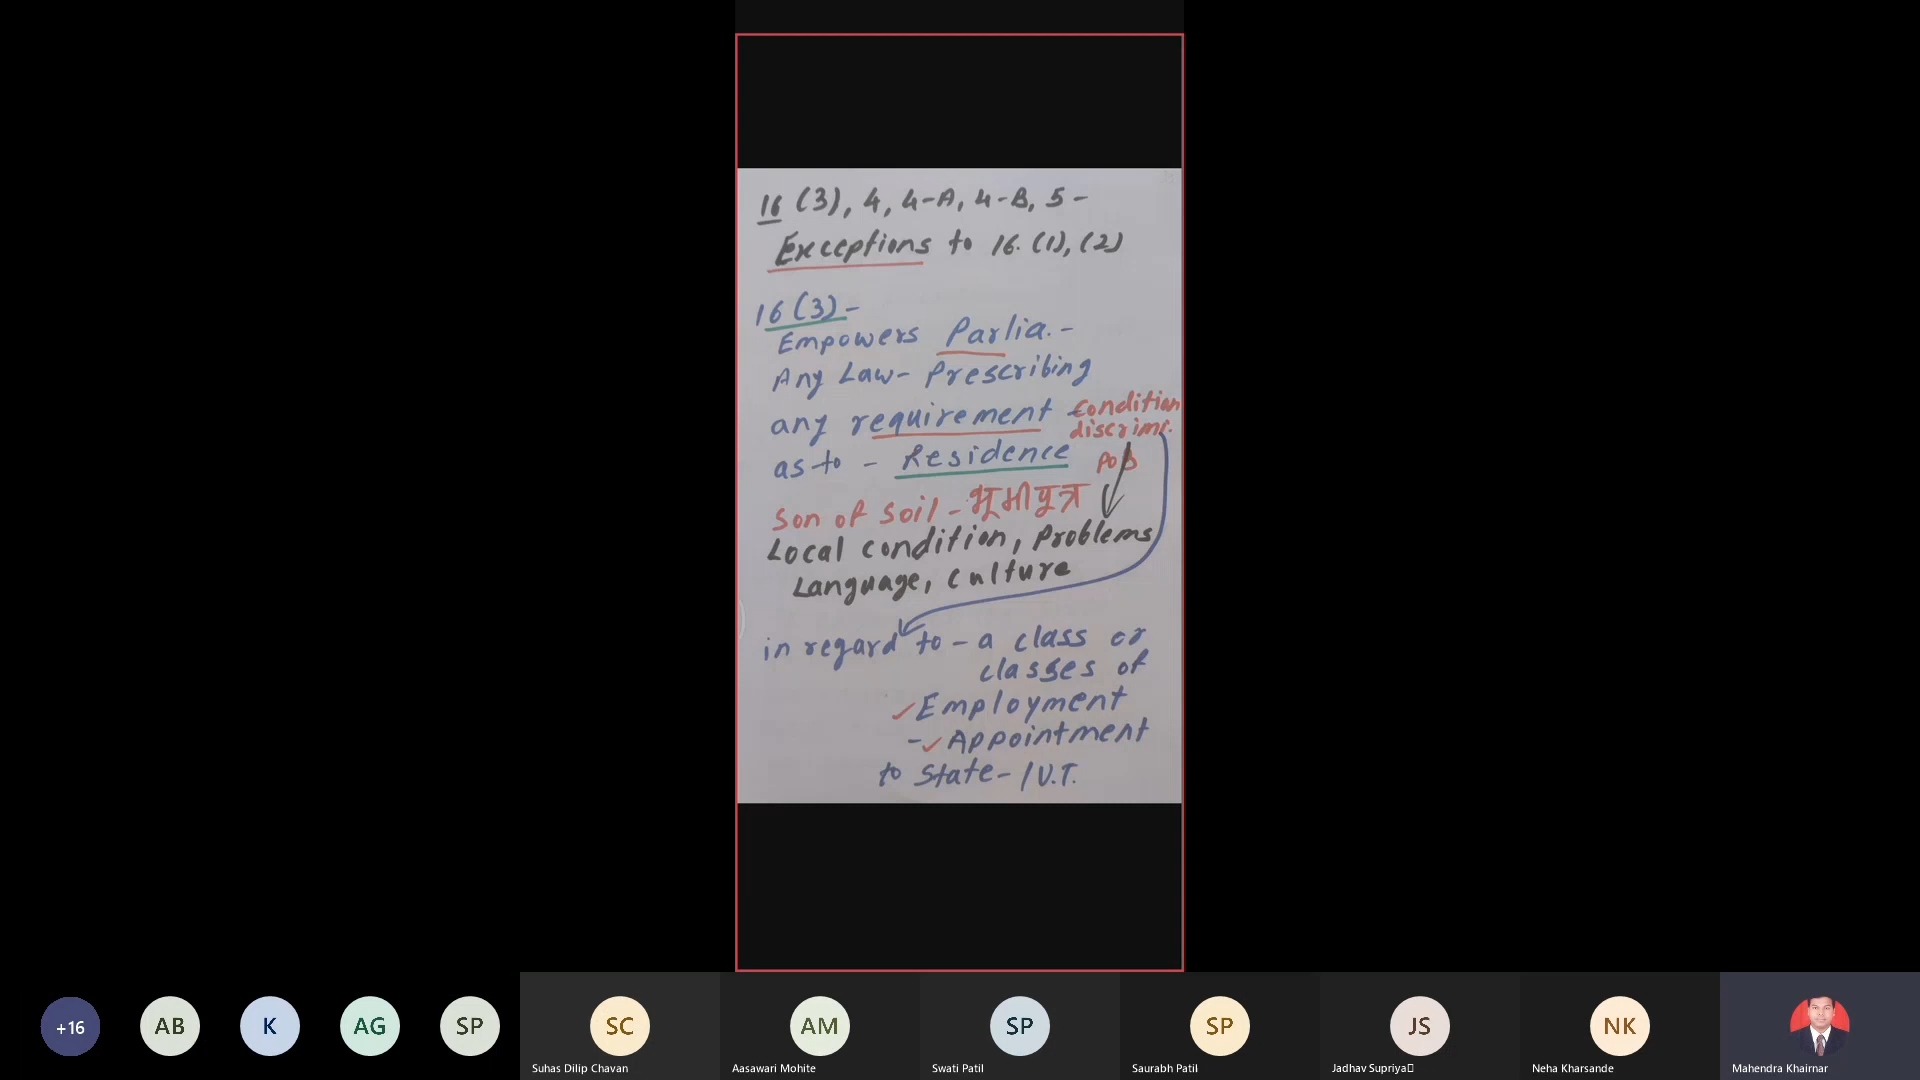 16 (3), 4, 4-A, 4-B, 5 -
Exceptions to 16. (1), (2)
16 (3) -
Empowers Parlia. -
Any Law - Prescribing
any requirement - condition
discrimi.
as to - Residence
PoB
Son of soil - भूमीपुत्र
Local condition, Problems
Language, culture
in regard to - a class or
classes of
Employment
- Appointment
to State - / U.T.
+16
AB
K
AG
SP
SC
AM
SP
SP
JS
NK
Suhas Dilip Chavan
Aasawari Mohite
Swati Patil
Saurabh Patil
Jadhav Supriya
Neha Kharsande
Mahendra Khairnar